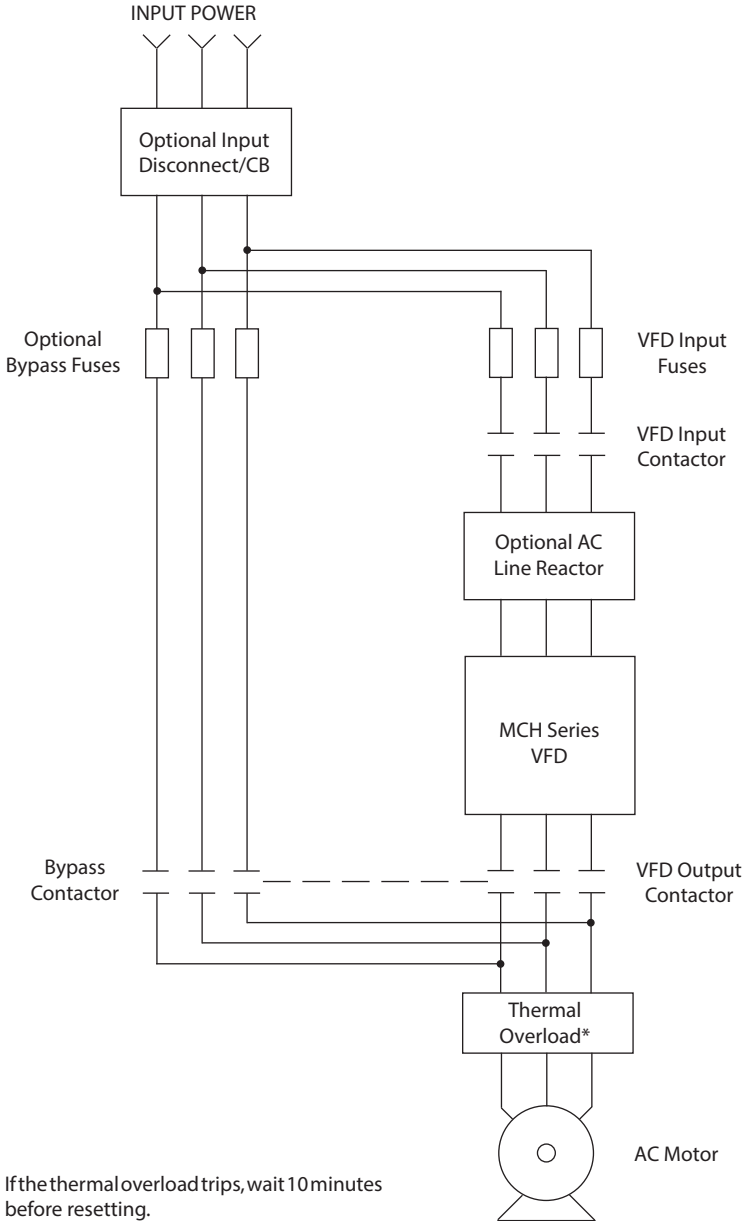 INPUT POWER
Optional Input
Disconnect/CB
Optional
Bypass Fuses
VFD Input
Fuses
VFD Input
Contactor
Optional AC
Line Reactor
MCH Series
VFD
Bypass
Contactor
VFD Output
Contactor
Thermal
Overload*
AC Motor
If the thermal overload trips, wait 10 minutes
before resetting.